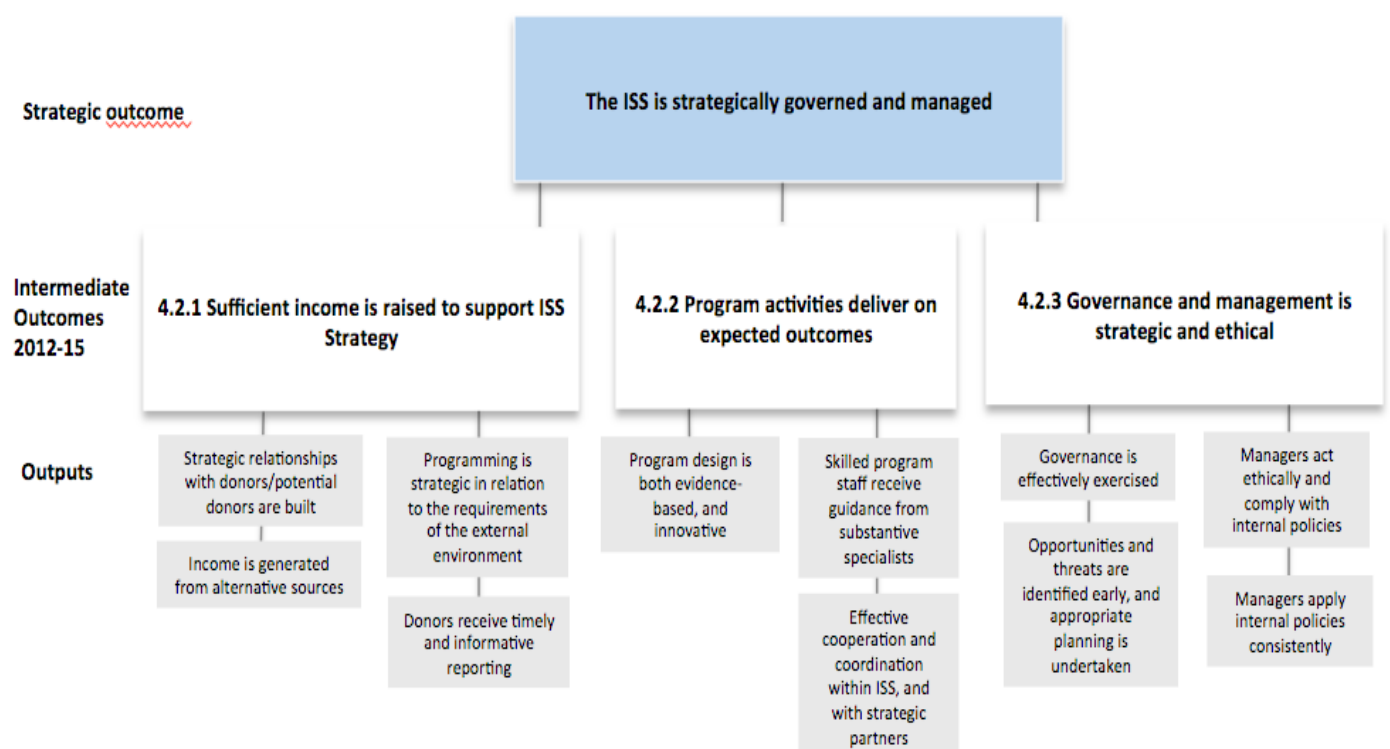 Strategic outcome
The ISS is strategically governed and managed
Intermediate
Outcomes
2012-15
4.2.1 Sufficient income is raised to support ISS
Strategy
4.2.2 Program activities deliver on
expected outcomes
4.2.3 Governance and management is
strategic and ethical
Outputs
Strategic relationships
with donors/potential
donors are built
Income is generated
from alternative sources
Programming is
strategic in relation
to the requirements
of the external
environment
Donors receive timely
and informative
reporting
Program design is
both evidence-
based, and
innovative
Skilled program
staff receive
guidance from
substantive
specialists
Effective
cooperation and
coordination
within ISS, and
with strategic
partners
Governance is
effectively exercised
Opportunities and
threats are
identified early, and
appropriate
planning is
undertaken
Managers act
ethically and
comply with
internal policies
Managers apply
internal policies
consistently